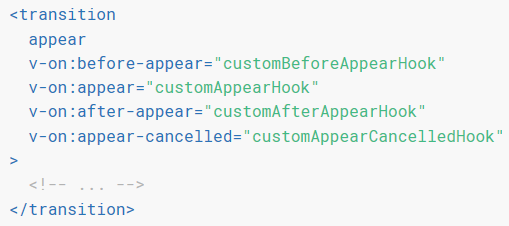 <transition
  appear
  v-on:before-appear="customBeforeAppearHook"
  v-on:appear="customAppearHook"
  v-on:after-appear="customAfterAppearHook"
  v-on:appear-cancelled="customAppearCancelledHook"
>
  <!-- ... -->
</transition>